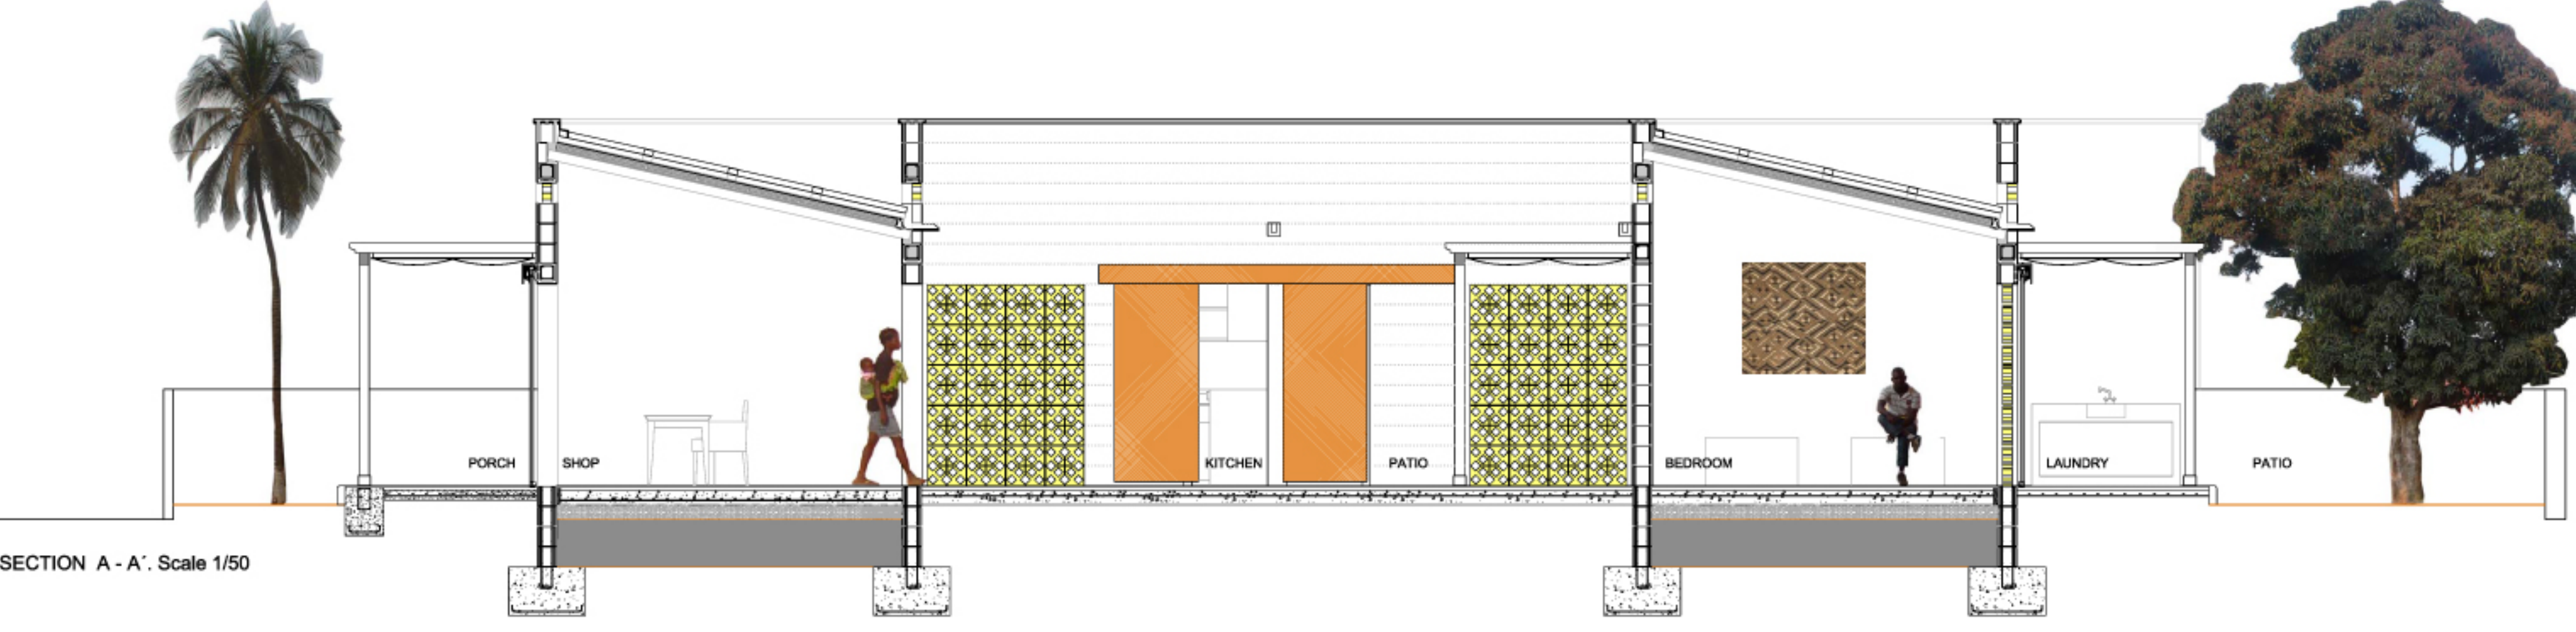 PORCH
SHOP
KITCHEN
PATIO
BEDROOM
LAUNDRY
PATIO
SECTION A - A´. Scale 1/50